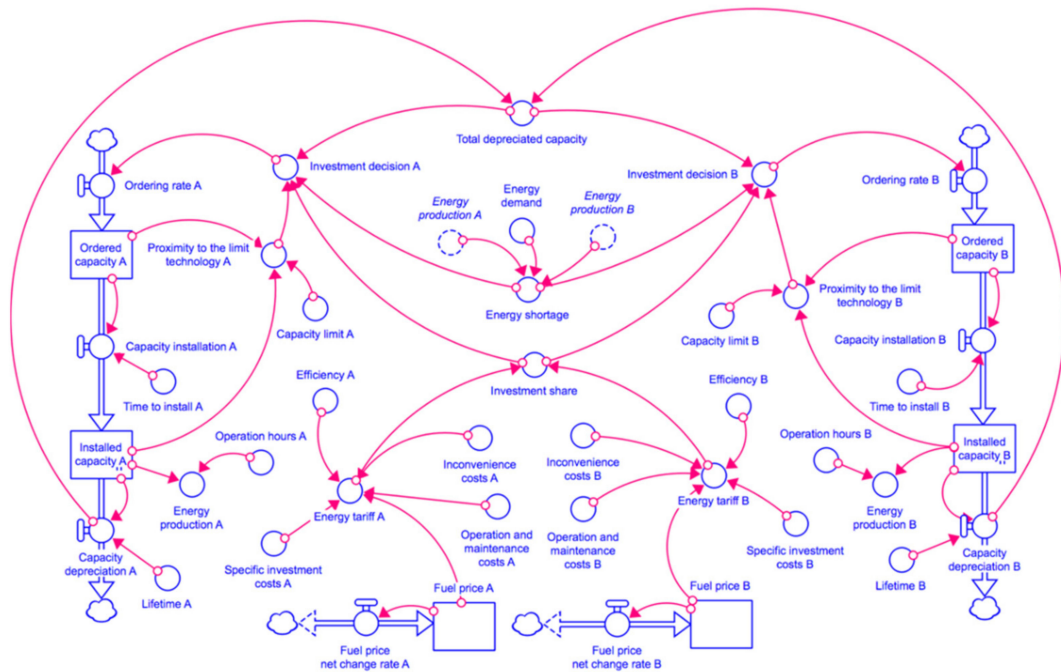 Total depreciated capacity
Investment decision A
Investment decision B
Ordering rate A
Ordering rate B
Energy
production A
Energy
demand
Energy
production B
Ordered
capacity A
Proximity to the limit
technology A
Ordered
capacity B
Proximity to the limit
technology B
Energy shortage
Capacity limit A
Capacity limit B
Capacity installation A
Capacity installation B
Efficiency A
Investment share
Efficiency B
Time to install A
Time to install B
Installed
capacity A
Operation hours A
Inconvenience
costs A
Inconvenience
costs B
Operation hours B
Installed
capacity B
Energy
production A
Energy tariff A
Energy tariff B
Energy
production B
Specific investment
costs A
Operation and
maintenance
costs A
Operation and
maintenance
costs B
Specific investment
costs B
Capacity
depreciation A
Capacity
depreciation B
Lifetime A
Lifetime B
Fuel price A
Fuel price B
Fuel price
net change rate A
Fuel price
net change rate B